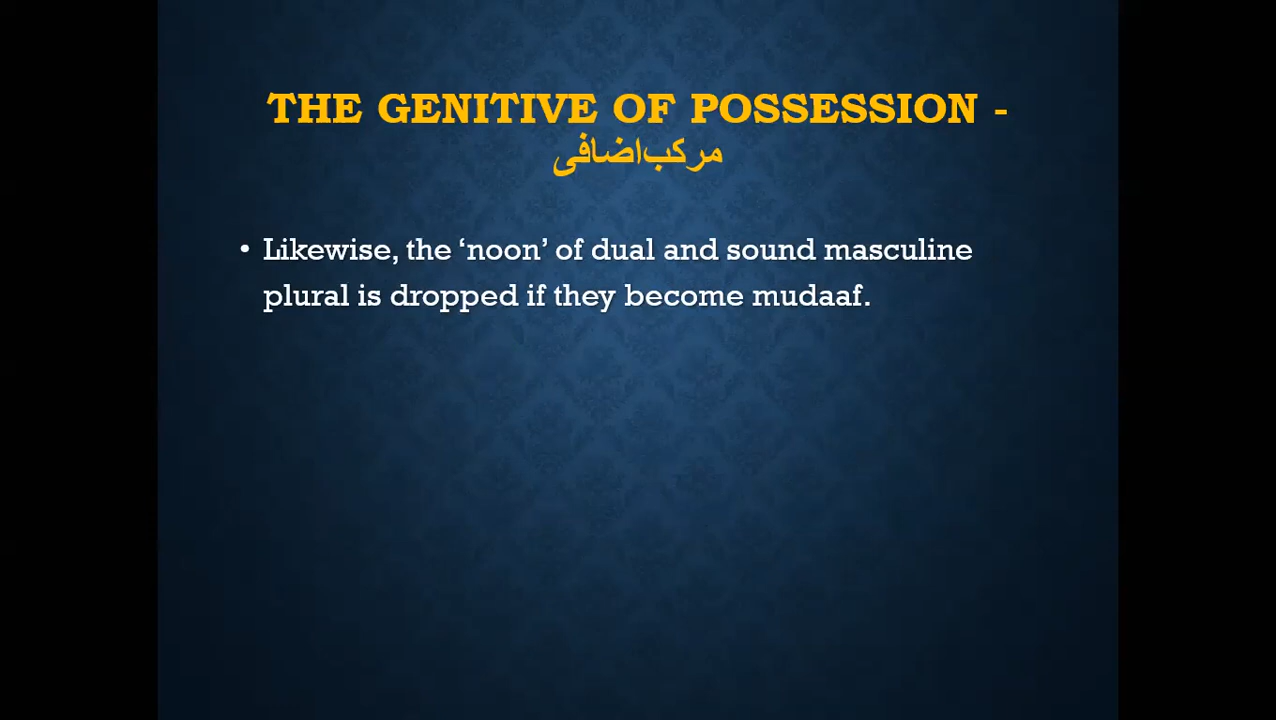 THE GENITIVE OF POSSESSION -
مرکب اضافی
• Likewise, the ‘noon’ of dual and sound masculine
plural is dropped if they become mudaaf.